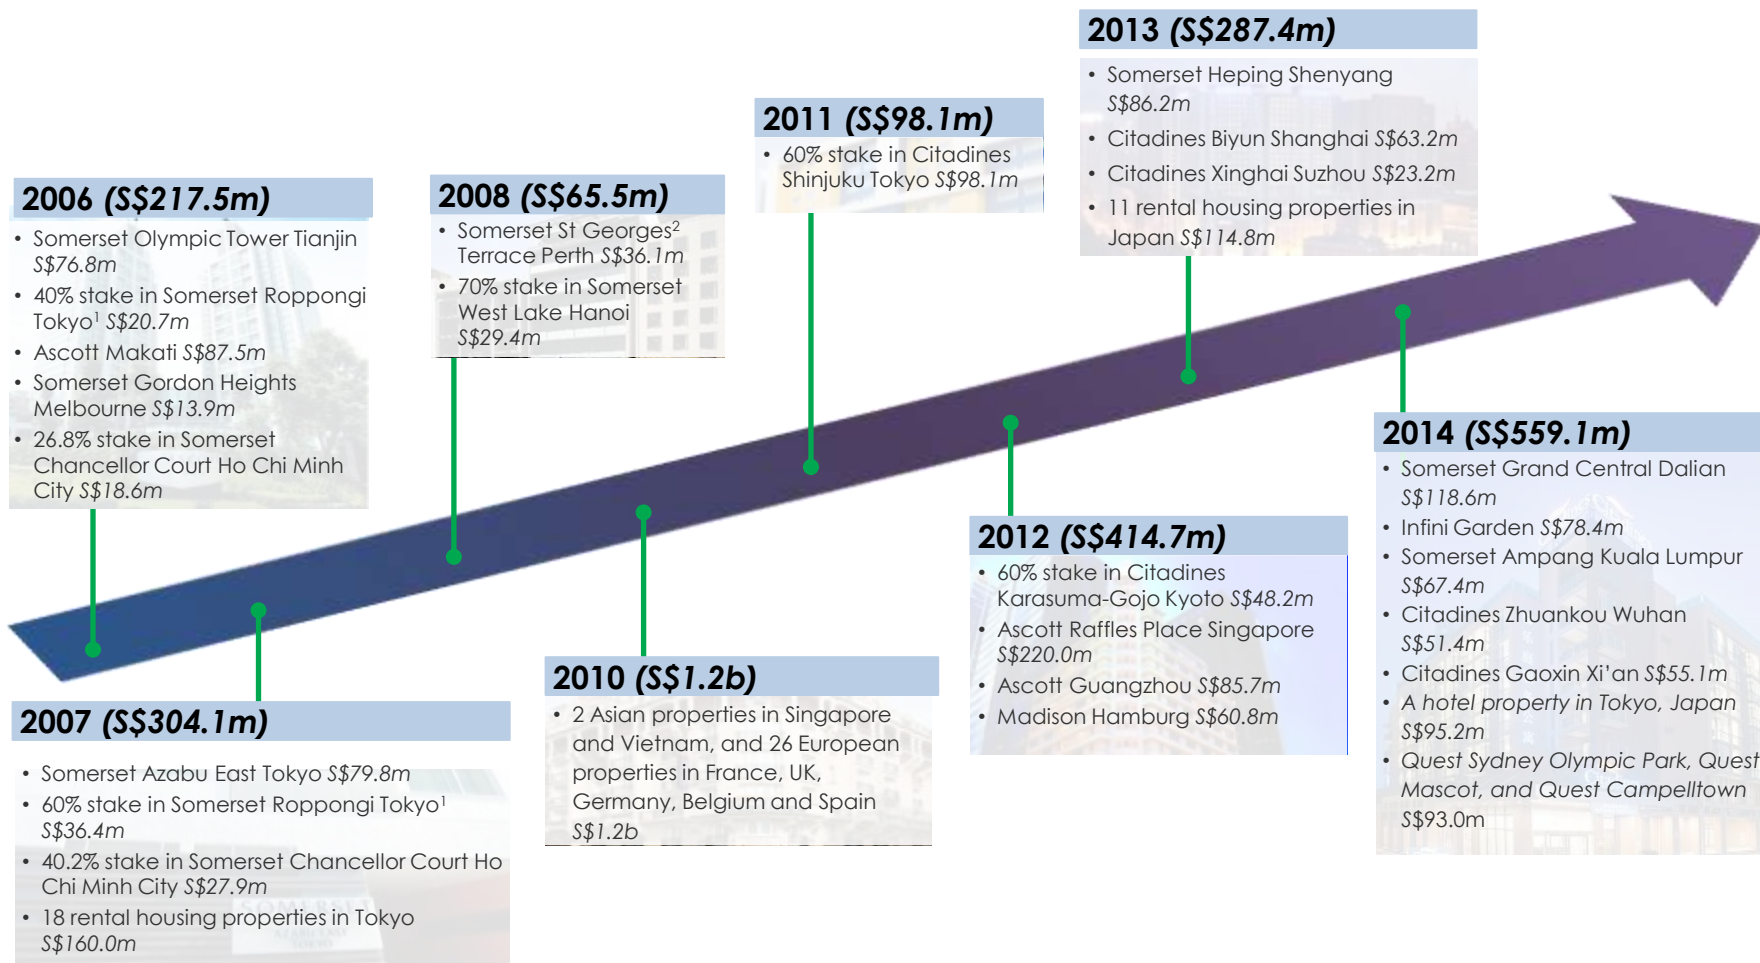 2006 (S$217.5m)
• Somerset Olympic Tower Tianjin
S$76.8m
• 40% stake in Somerset Roppongi
Tokyo¹ S$20.7m
• Ascott Makati S$87.5m
• Somerset Gordon Heights
Melbourne S$13.9m
• 26.8% stake in Somerset
Chancellor Court Ho Chi Minh
City S$18.6m
2007 (S$304.1m)
• Somerset Azabu East Tokyo S$79.8m
• 60% stake in Somerset Roppongi Tokyo¹
S$36.4m
• 40.2% stake in Somerset Chancellor Court Ho
Chi Minh City S$27.9m
• 18 rental housing properties in Tokyo
S$160.0m
SOMERSET
AZABU EAST
TOKYO
2008 (S$65.5m)
• Somerset St Georges²
Terrace Perth S$36.1m
• 70% stake in Somerset
West Lake Hanoi
S$29.4m
2010 (S$1.2b)
• 2 Asian properties in Singapore
and Vietnam, and 26 European
properties in France, UK,
Germany, Belgium and Spain
S$1.2b
2011 (S$98.1m)
• 60% stake in Citadines
Shinjuku Tokyo S$98.1m
2012 (S$414.7m)
• 60% stake in Citadines
Karasuma-Gojo Kyoto S$48.2m
• Ascott Raffles Place Singapore
S$220.0m
• Ascott Guangzhou S$85.7m
• Madison Hamburg S$60.8m
2013 (S$287.4m)
• Somerset Heping Shenyang
S$86.2m
• Citadines Biyun Shanghai S$63.2m
• Citadines Xinghai Suzhou S$23.2m
• 11 rental housing properties in
Japan S$114.8m
2014 (S$559.1m)
• Somerset Grand Central Dalian
S$118.6m
• Infini Garden S$78.4m
• Somerset Ampang Kuala Lumpur
S$67.4m
• Citadines Zhuankou Wuhan
S$51.4m
• Citadines Gaoxin Xi'an S$55.1m
• A hotel property in Tokyo, Japan
S$95.2m
• Quest Sydney Olympic Park, Quest
Mascot, and Quest Campelltown
S$93.0m